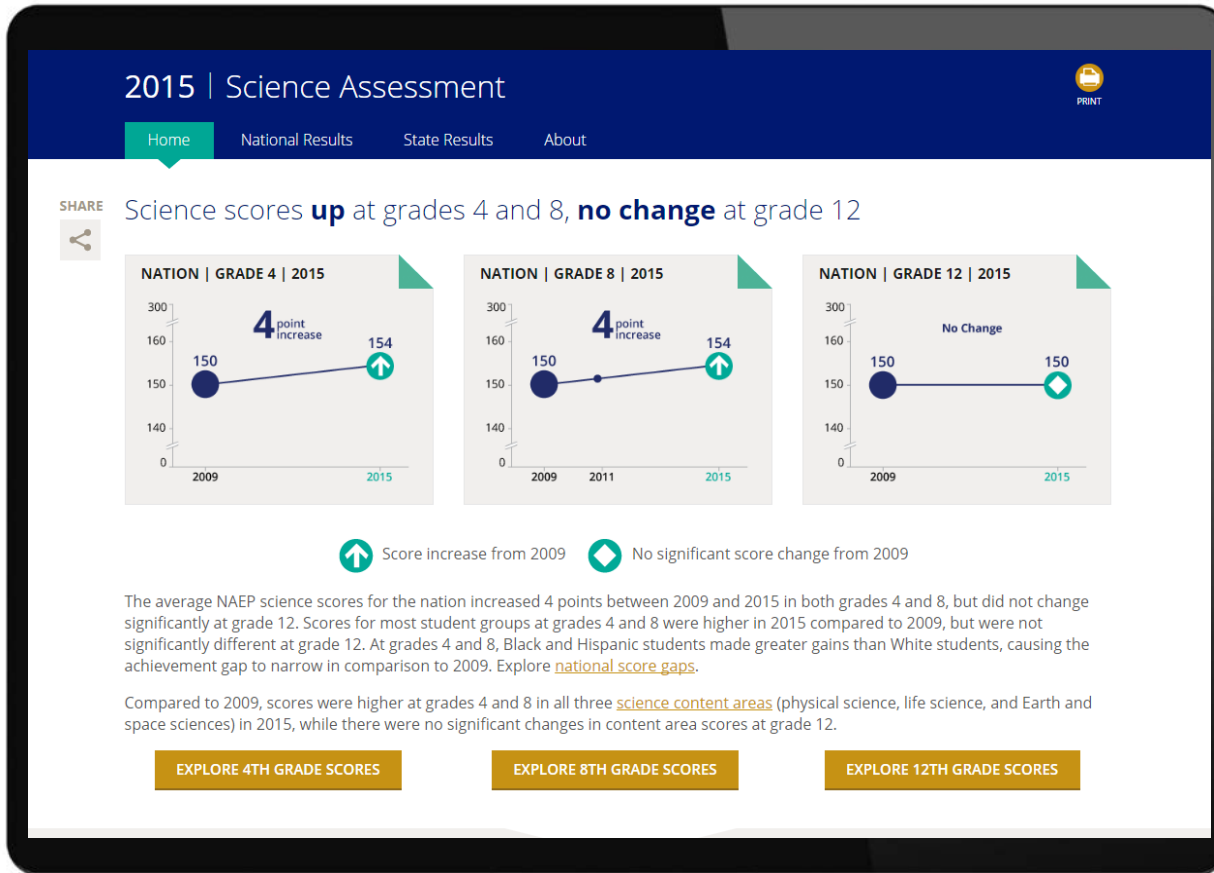 2015 | Science Assessment
PRINT
Home National Results State Results About
SHARE
Science scores up at grades 4 and 8, no change at grade 12
NATION | GRADE 4 | 2015
300
4 point increase
160
154
150
150
140
0
2009 2015
NATION | GRADE 8 | 2015
300
4 point increase
160
154
150
150
140
0
2009 2011 2015
NATION | GRADE 12 | 2015
300
No Change
160
150 150
150
140
0
2009 2015
Score increase from 2009 No significant score change from 2009
The average NAEP science scores for the nation increased 4 points between 2009 and 2015 in both grades 4 and 8, but did not change
significantly at grade 12. Scores for most student groups at grades 4 and 8 were higher in 2015 compared to 2009, but were not
significantly different at grade 12. At grades 4 and 8, Black and Hispanic students made greater gains than White students, causing the
achievement gap to narrow in comparison to 2009. Explore national score gaps.
Compared to 2009, scores were higher at grades 4 and 8 in all three science content areas (physical science, life science, and Earth and
space sciences) in 2015, while there were no significant changes in content area scores at grade 12.
EXPLORE 4TH GRADE SCORES EXPLORE 8TH GRADE SCORES EXPLORE 12TH GRADE SCORES